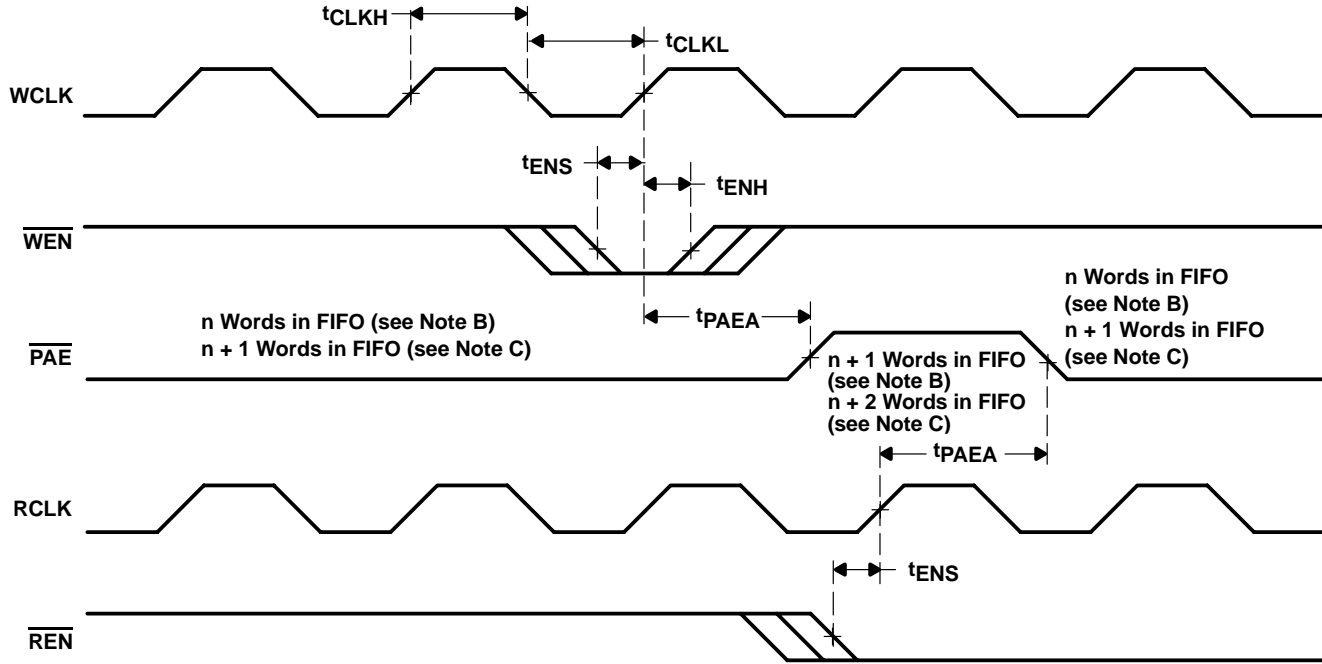 tCLKH
tCLKL
WCLK
tENS
tENH
WEN
n Words in FIFO
(see Note B)
n + 1 Words in FIFO
(see Note C)
tPAEA
n Words in FIFO (see Note B)
n + 1 Words in FIFO (see Note C)
PAE
n + 1 Words in FIFO
(see Note B)
n + 2 Words in FIFO
(see Note C)
tPAEA
RCLK
tENS
REN